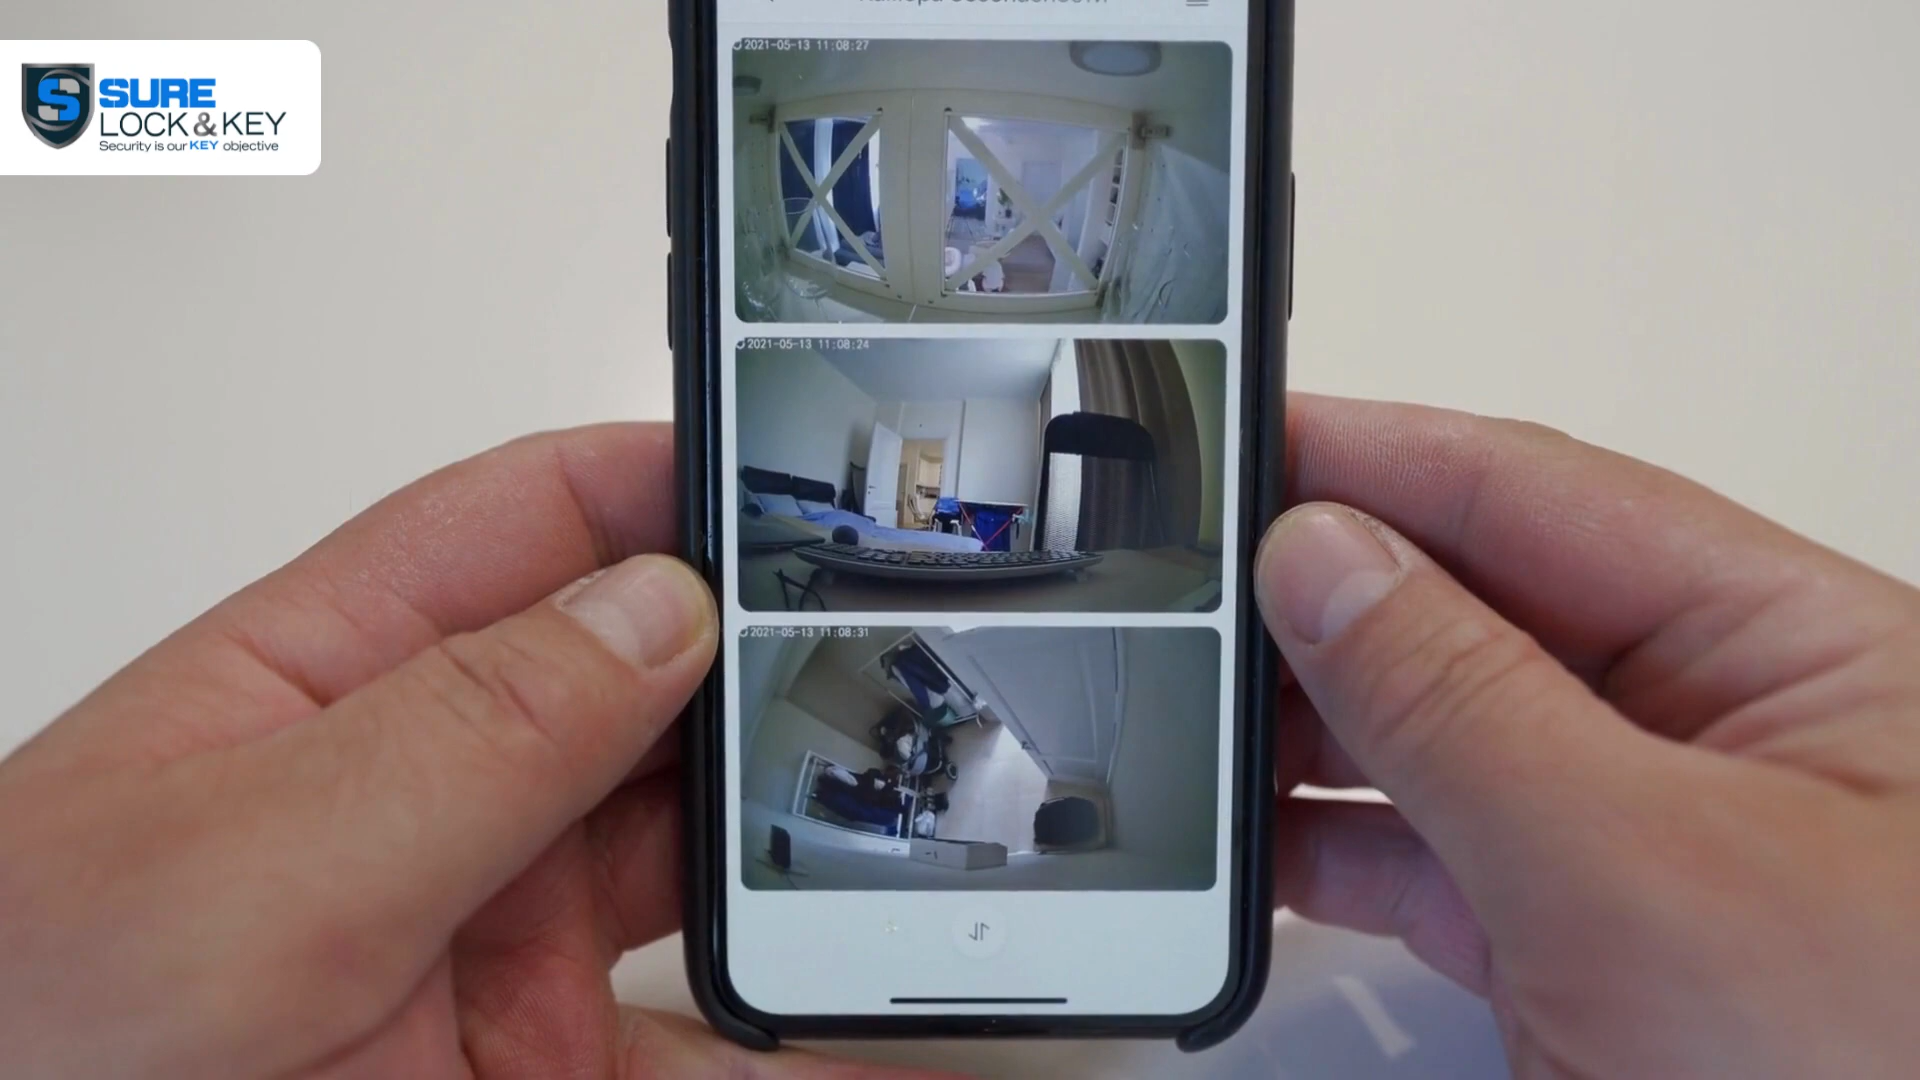 SURE
LOCK & KEY
Security is our KEY objective
2021-05-13 11:08:27
2021-05-13 11:08:24
2021-05-13 11:08:31